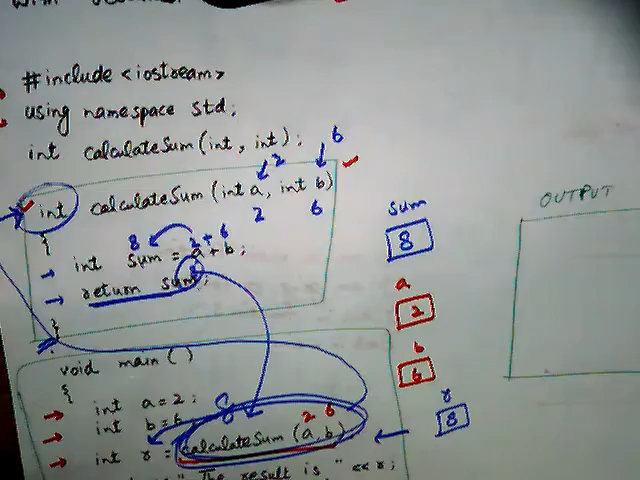 with
#include <iostream>
using namespace std;
int calculateSum (int, int);
2 6
int calculateSum (int a, int b)
2 6
{
8 2 + 6
int sum = a + b;
return sum;
}
void main ()
{
int a = 2;
int b = 6;
8 2 6
int r = calculateSum (a, b)
"The result is " << r;
sum
8
a
2
b
6
r
8
OUTPUT